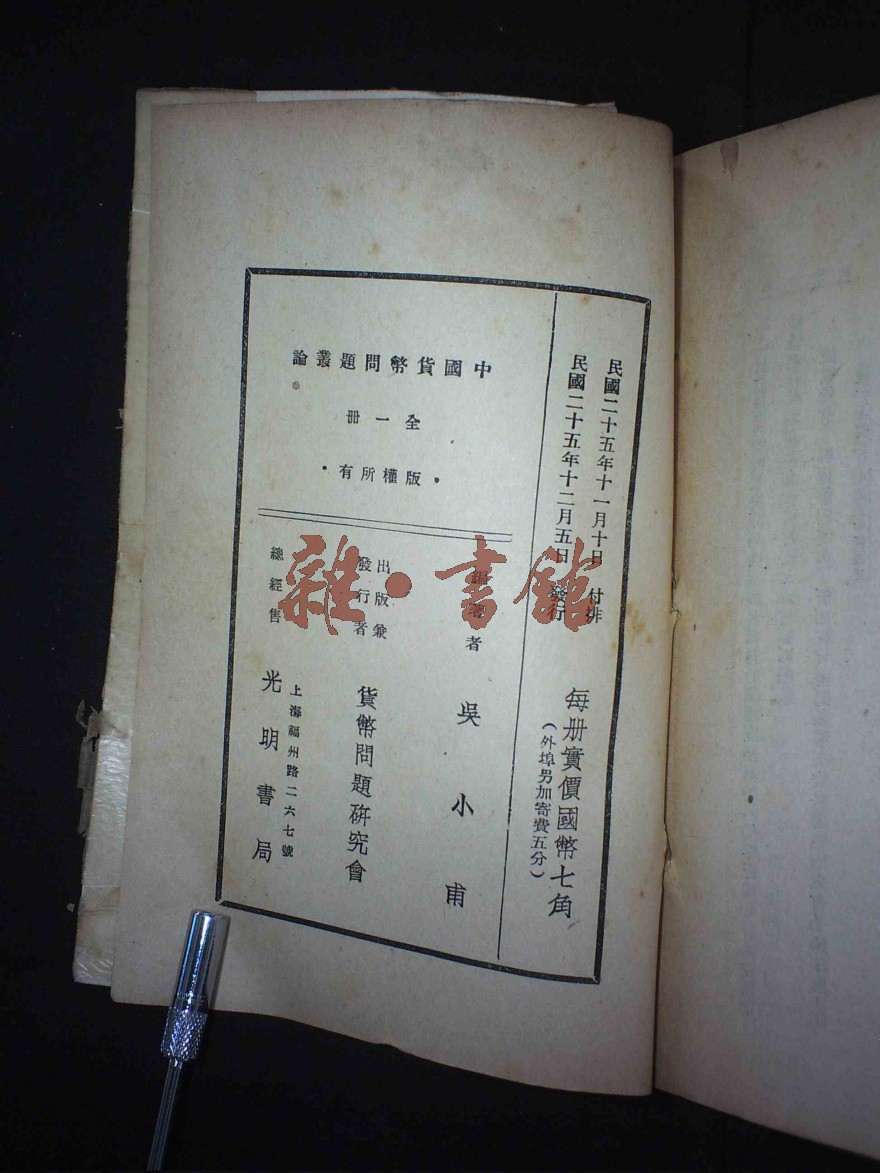 民國二十五年十一月十日 付排
民國二十五年十二月五日 發行
每册實價國幣七角
（外埠另加寄費五分）
中國貨幣問題叢論
全一冊
·版權所有·
編著者 吳小甫
出版兼
發行者 貨幣問題研究會
總經售 光明書局
上海福州路二六七號
雜·書館